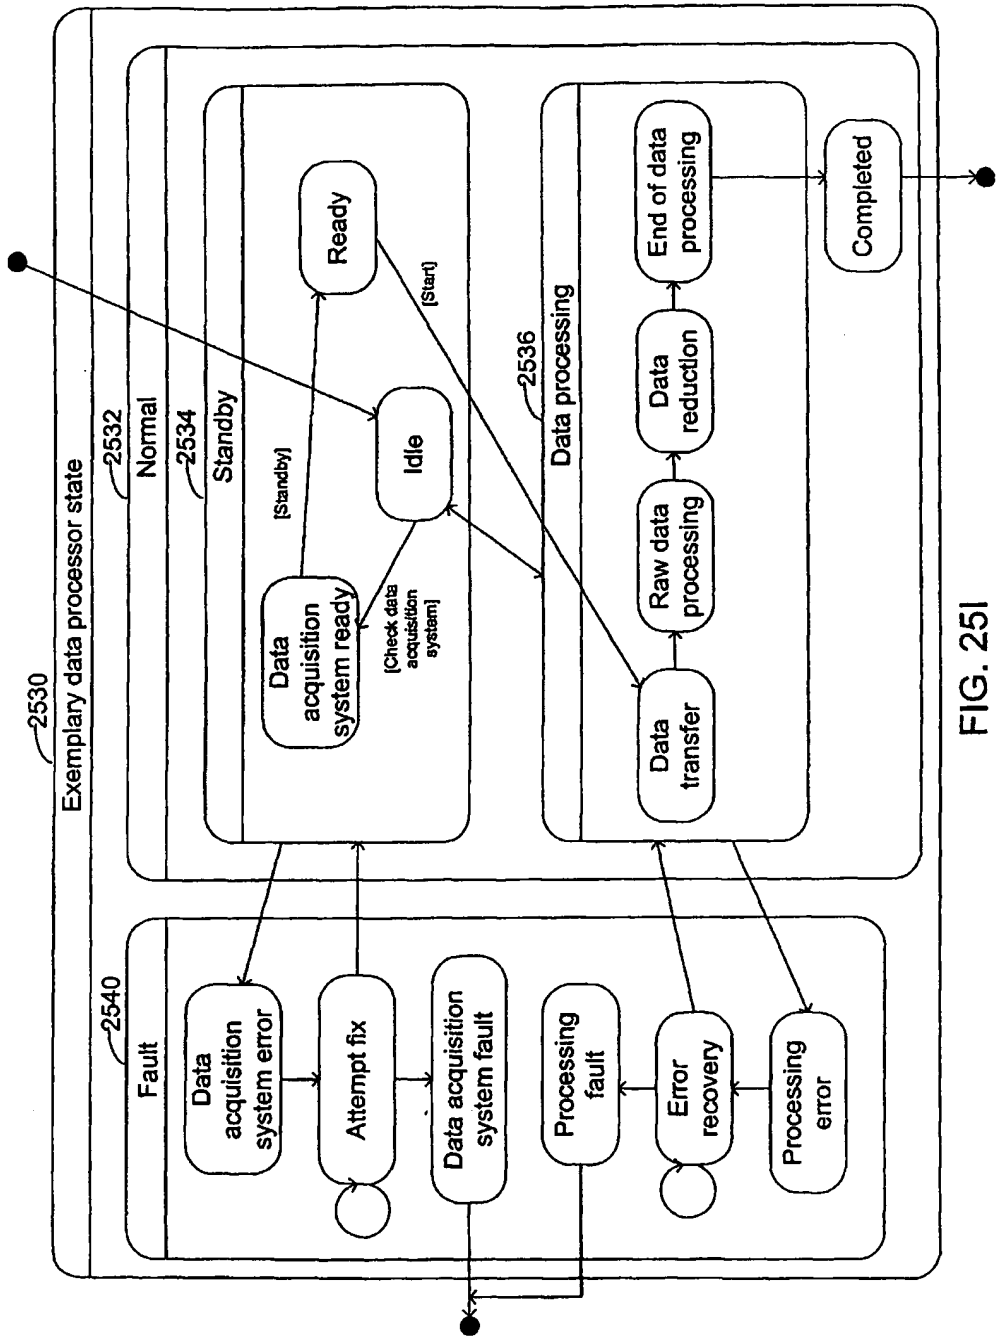 2530
Exemplary data processor state
2540
Fault
Data
acquisition
system error
Attempt fix
Data acquisition
system fault
Processing
fault
Error
recovery
Processing
error
2532
Normal
2534
Standby
Data
acquisition
system ready
[Standby]
Ready
Idle
[Check data
acquisition
system]
[Start]
2536
Data processing
Data
transfer
Raw data
processing
Data
reduction
End of data
processing
Completed
FIG. 25I